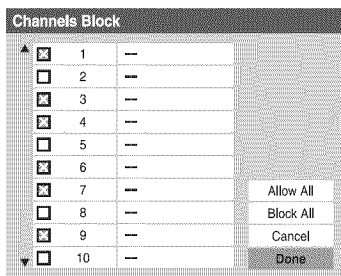 Channels Block
1 --
2 --
3 --
4 --
5 --
6 --
7 --
8 --
9 --
10 --
Allow All
Block All
Cancel
Done